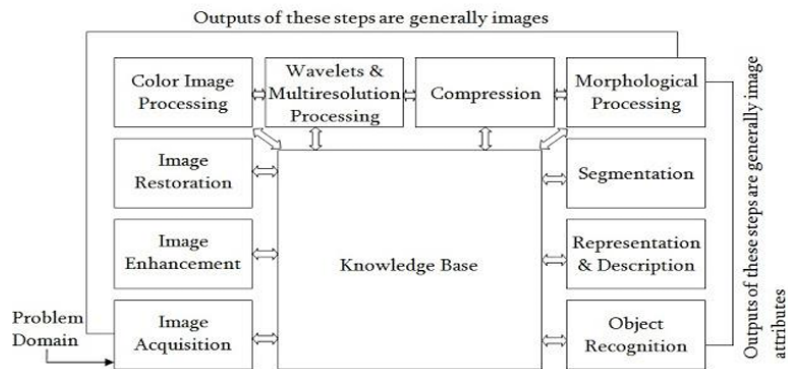 Outputs of these steps are generally images
Color Image
Processing
Wavelets &
Multiresolution
Processing
Compression
Morphological
Processing
Image
Restoration
Segmentation
Image
Enhancement
Knowledge Base
Representation
& Description
Problem
Domain
Image
Acquisition
Object
Recognition
Outputs of these steps are generally image
attributes